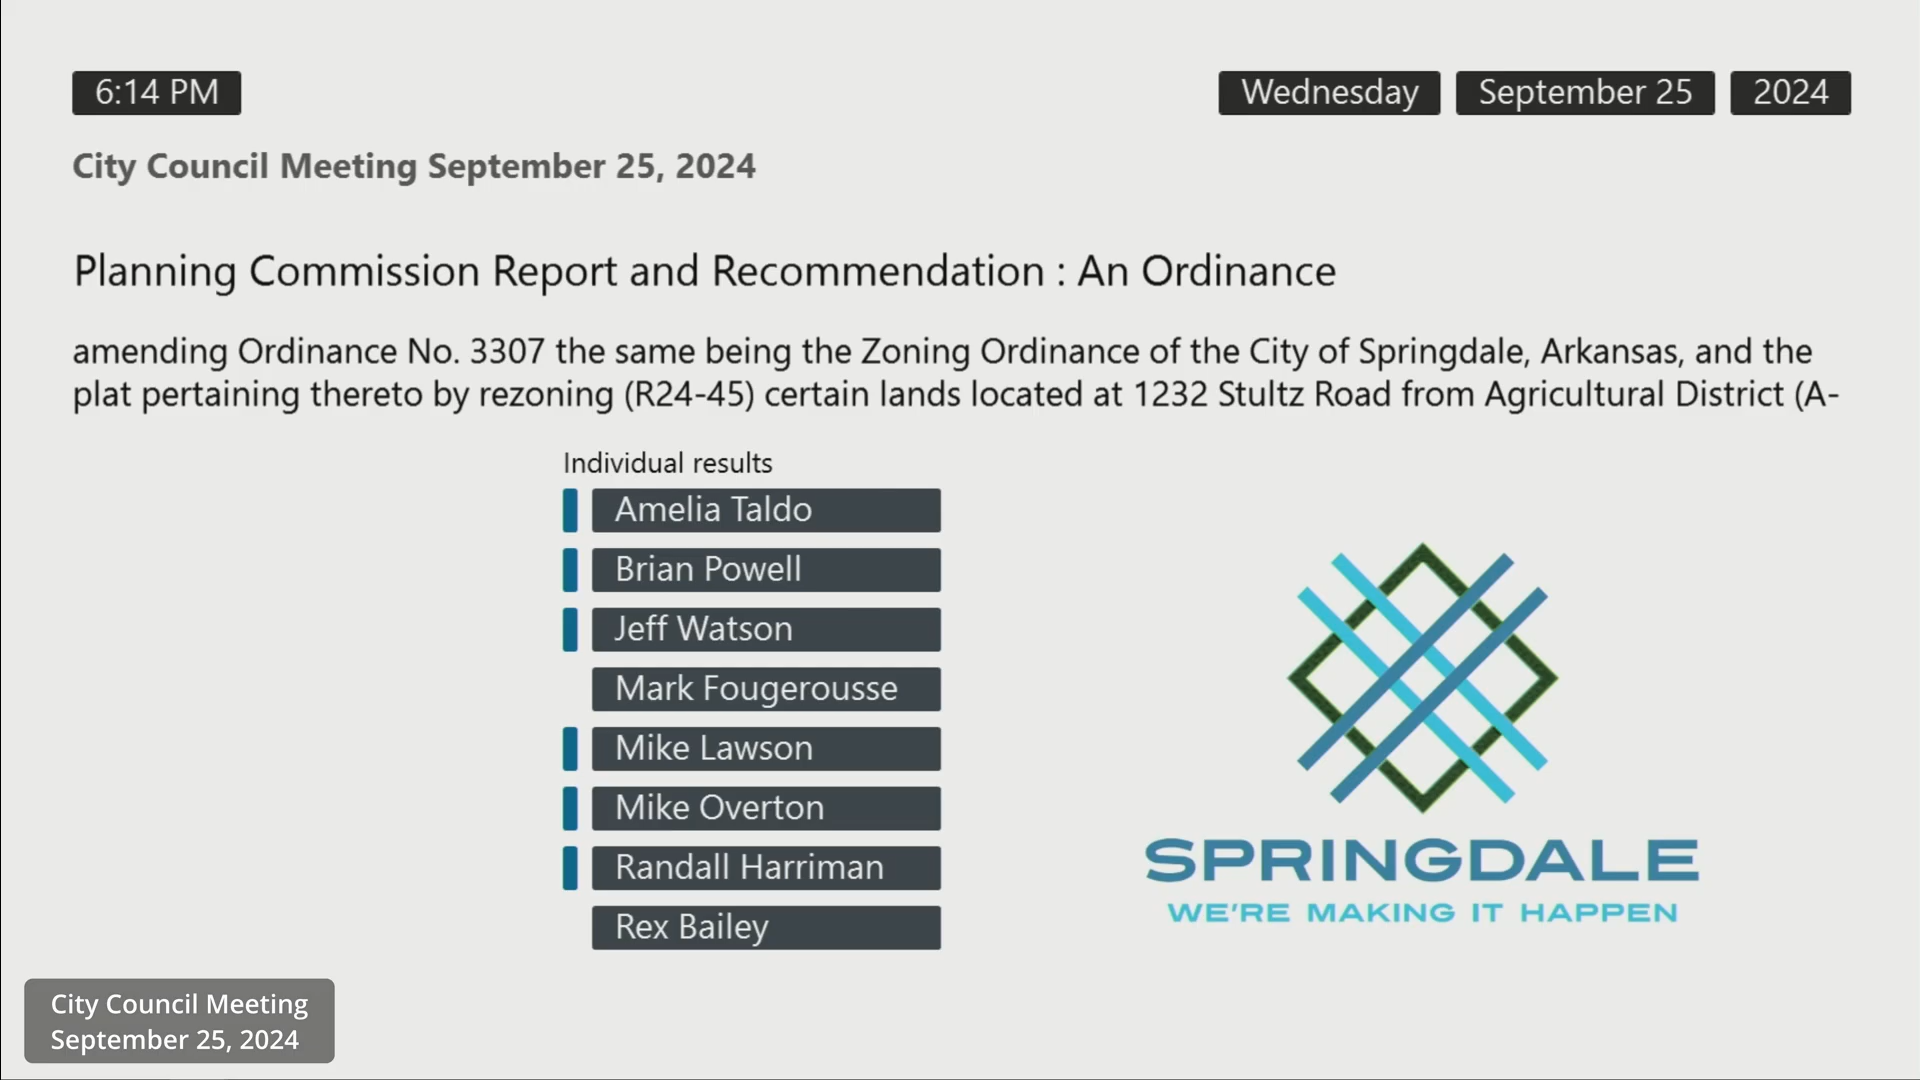 6:14 PM
Wednesday September 25 2024
City Council Meeting September 25, 2024
Planning Commission Report and Recommendation : An Ordinance
amending Ordinance No. 3307 the same being the Zoning Ordinance of the City of Springdale, Arkansas, and the
plat pertaining thereto by rezoning (R24-45) certain lands located at 1232 Stultz Road from Agricultural District (A-
Individual results
Amelia Taldo
Brian Powell
Jeff Watson
Mark Fougerousse
Mike Lawson
Mike Overton
Randall Harriman
Rex Bailey
SPRINGDALE
WE'RE MAKING IT HAPPEN
City Council Meeting
September 25, 2024